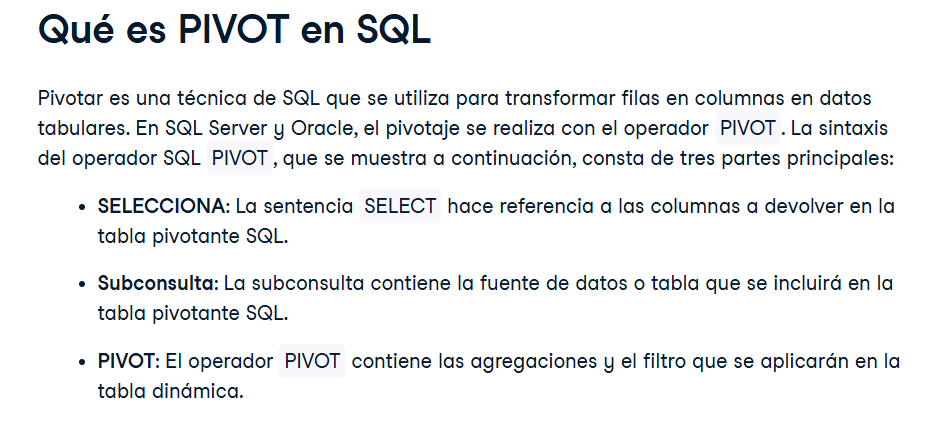 Qué es PIVOT en SQL
Pivotar es una técnica de SQL que se utiliza para transformar filas en columnas en datos
tabulares. En SQL Server y Oracle, el pivotaje se realiza con el operador PIVOT. La sintaxis
del operador SQL PIVOT, que se muestra a continuación, consta de tres partes principales:
• SELECCIONA: La sentencia SELECT hace referencia a las columnas a devolver en la
tabla pivotante SQL.
• Subconsulta: La subconsulta contiene la fuente de datos o tabla que se incluirá en la
tabla pivotante SQL.
• PIVOT: El operador PIVOT contiene las agregaciones y el filtro que se aplicarán en la
tabla dinámica.